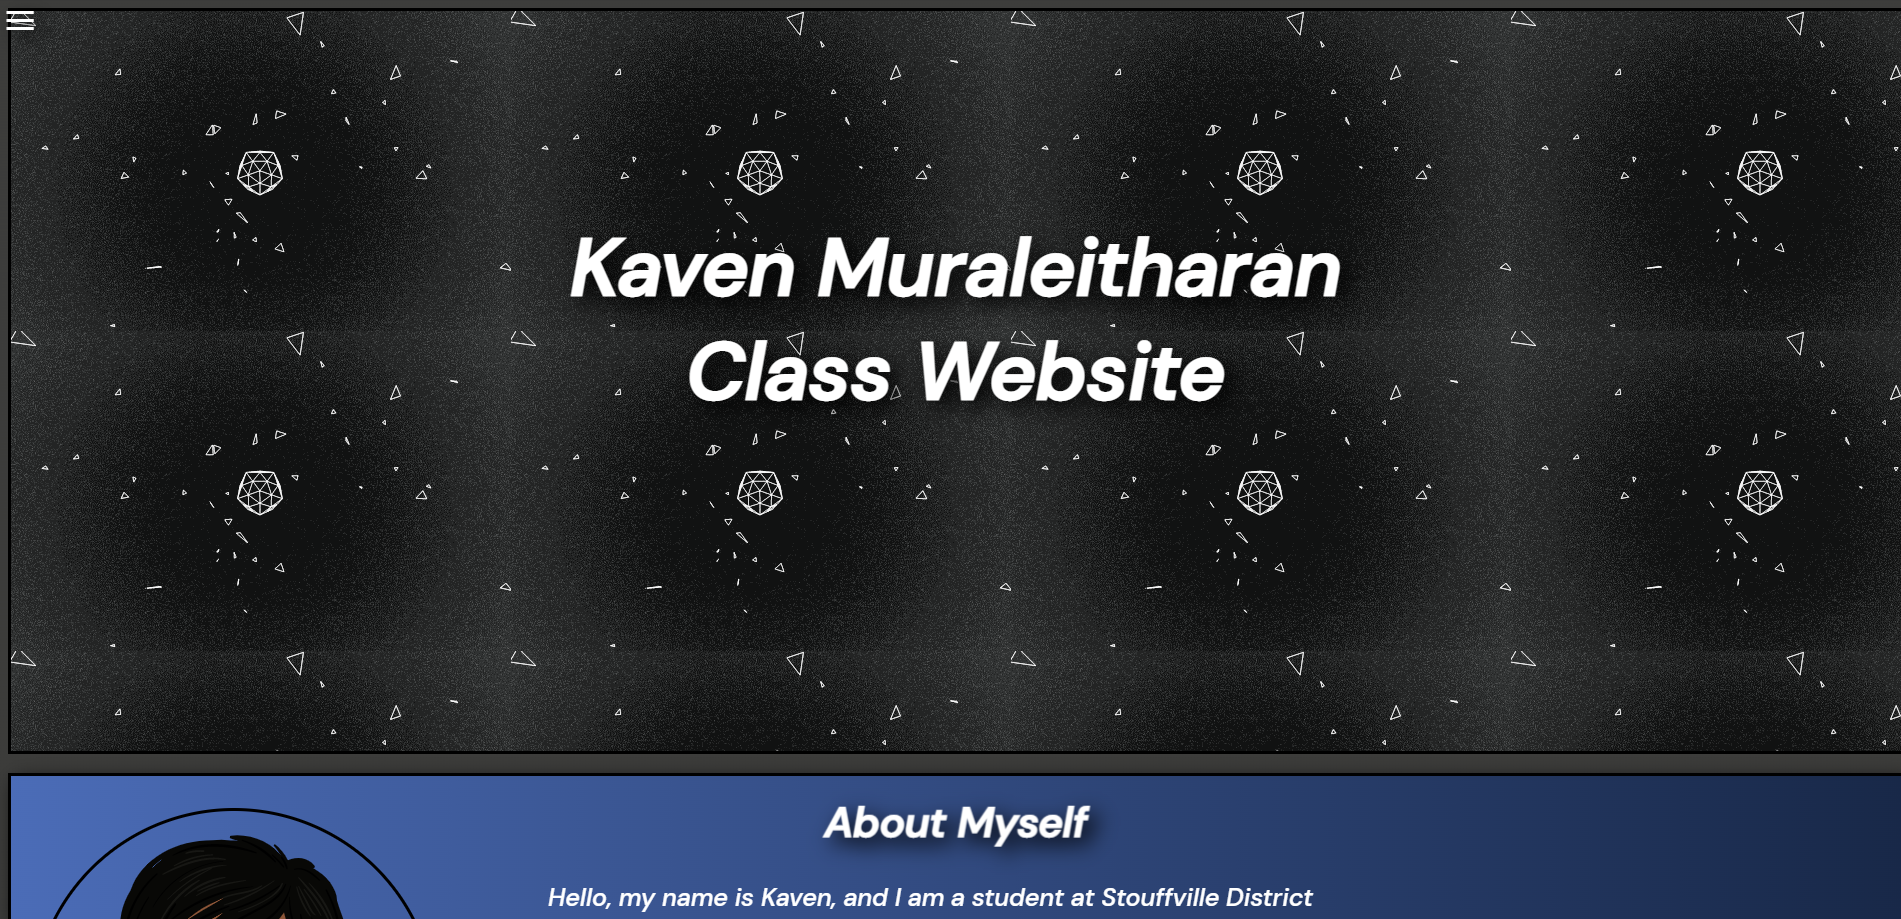 Kaven Muraleitharan
Class Website
About Myself
Hello, my name is Kaven, and I am a student at Stouffville District